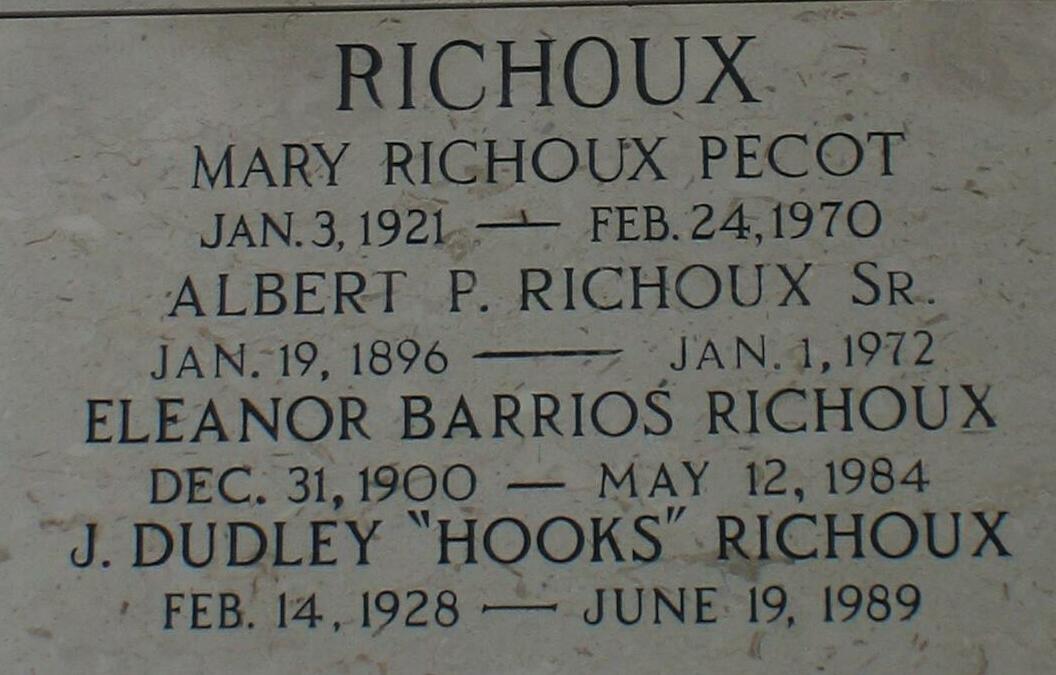 RICHOUX
MARY RICHOUX PECOT
JAN. 3, 1921 — FEB. 24, 1970
ALBERT P. RICHOUX SR.
JAN. 19, 1896 — JAN. 1, 1972
ELEANOR BARRIOS RICHOUX
DEC. 31, 1900 — MAY 12, 1984
J. DUDLEY "HOOKS" RICHOUX
FEB. 14, 1928 — JUNE 19, 1989